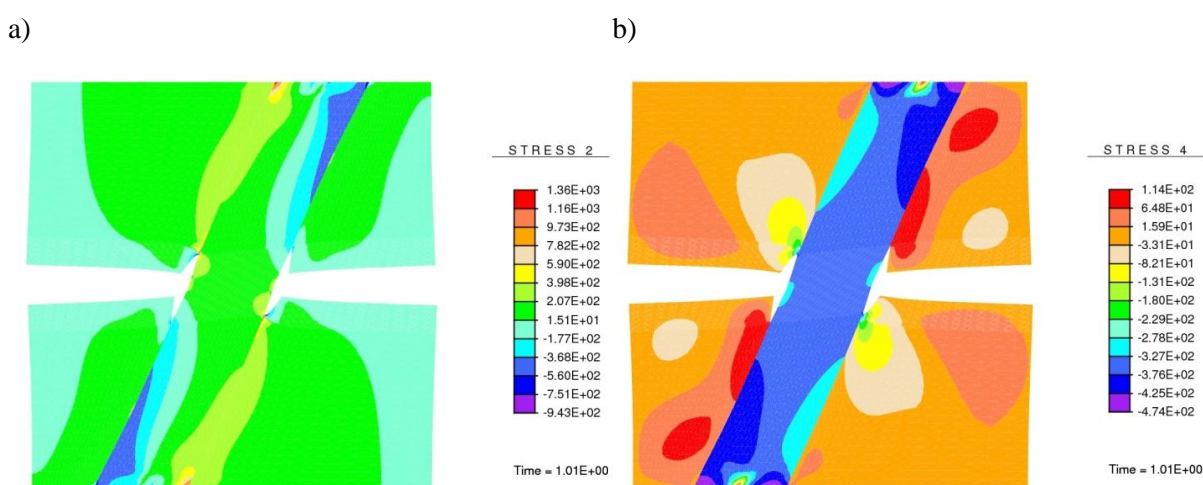 a)
b)
STRESS 2
1.36E+03
1.16E+03
9.73E+02
7.82E+02
5.90E+02
3.98E+02
2.07E+02
1.51E+01
-1.77E+02
-3.68E+02
-5.60E+02
-7.51E+02
-9.43E+02
Time = 1.01E+00
STRESS 4
1.14E+02
6.48E+01
1.59E+01
-3.31E+01
-8.21E+01
-1.31E+02
-1.80E+02
-2.29E+02
-2.78E+02
-3.27E+02
-3.76E+02
-4.25E+02
-4.74E+02
Time = 1.01E+00